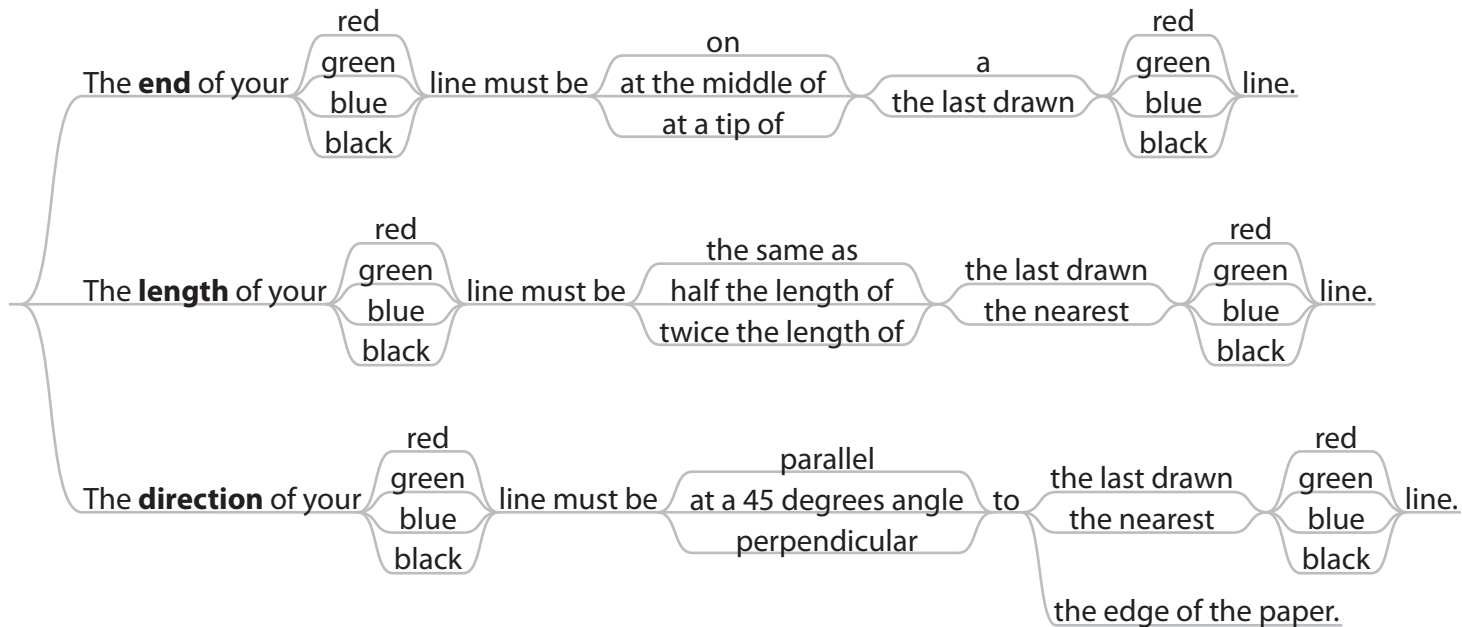 red red
on
green a green
The end of your line must be at the middle of line.
blue the last drawn blue
at a tip of
black black
red red
the same as
green the last drawn green
The length of your line must be half the length of line.
blue the nearest blue
twice the length of
black black
red red
parallel
green the last drawn green
The direction of your line must be at a 45 degrees angle to line.
blue the nearest blue
perpendicular
black black
the edge of the paper.